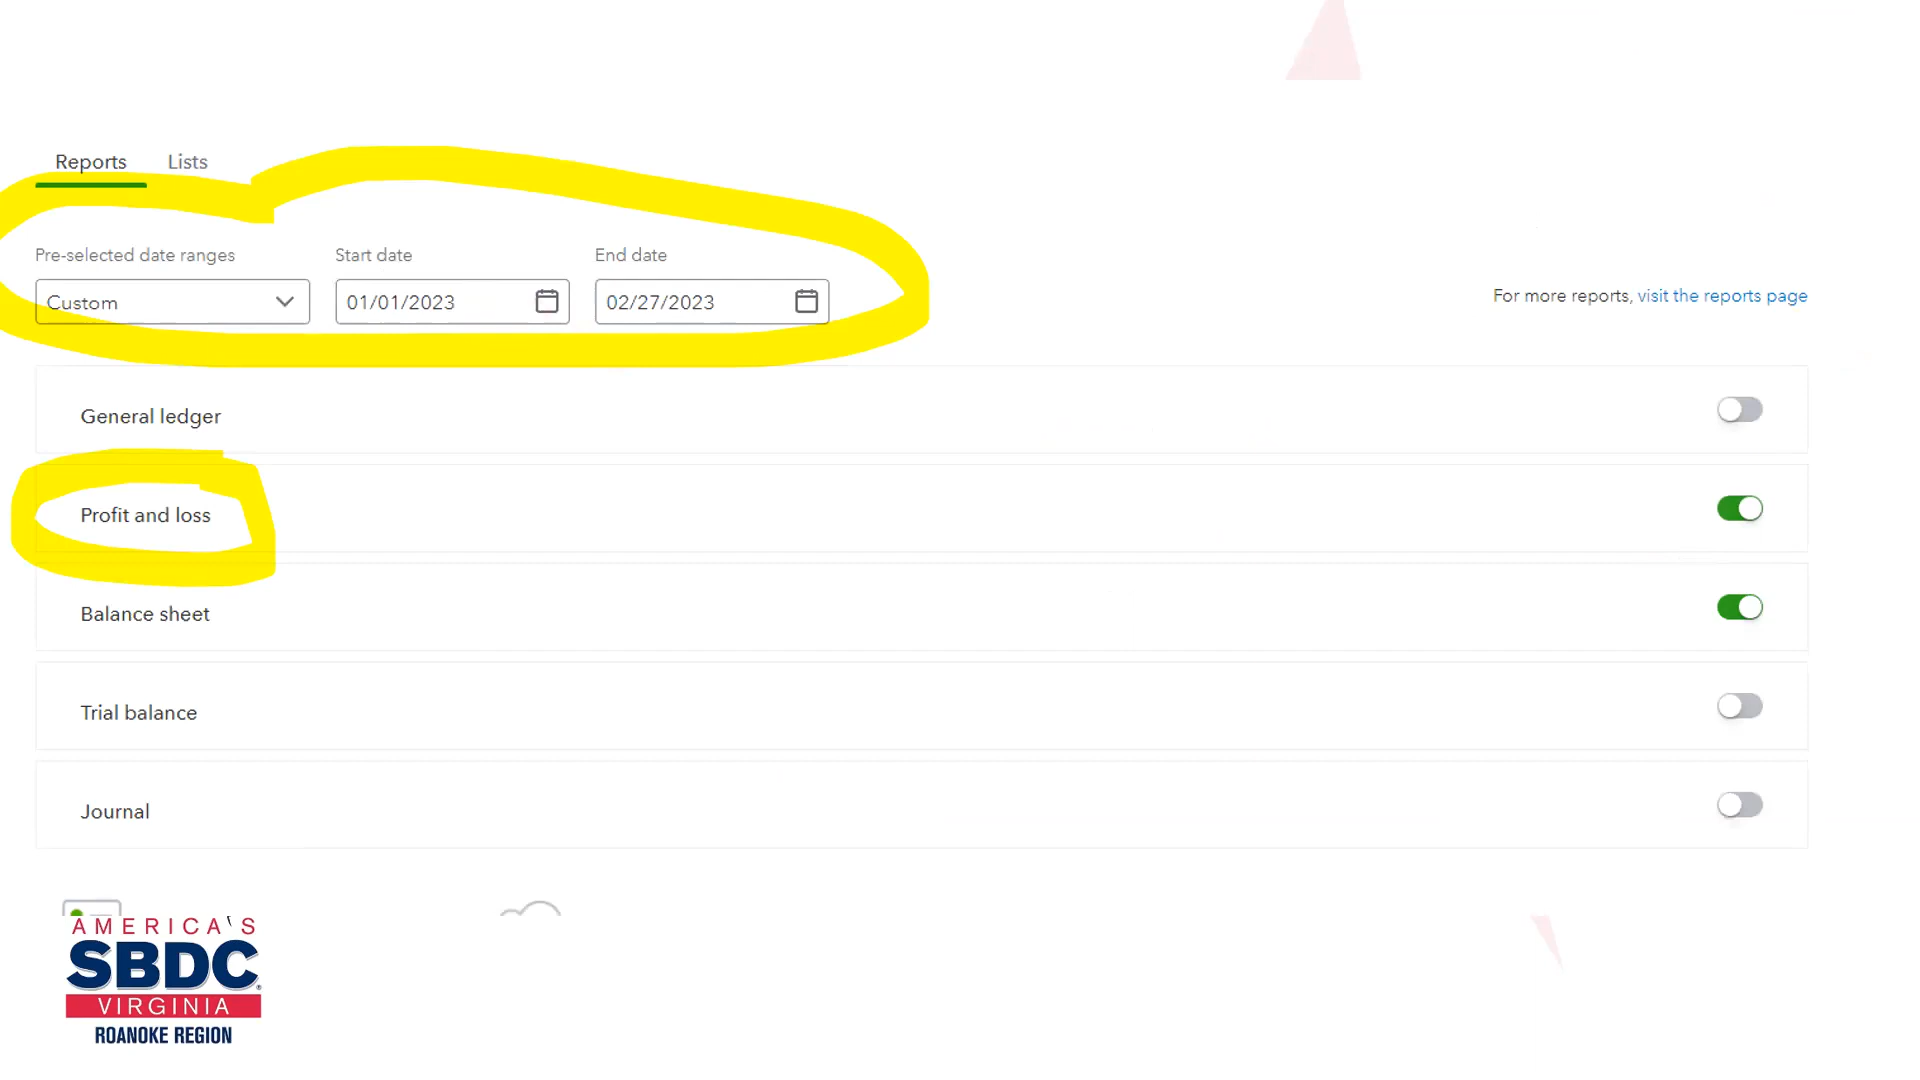 Reports Lists
Pre-selected date ranges Start date End date
Custom 01/01/2023 02/27/2023
For more reports, visit the reports page
General ledger
Profit and loss
Balance sheet
Trial balance
Journal
AMERICA'S
SBDC®
VIRGINIA
ROANOKE REGION